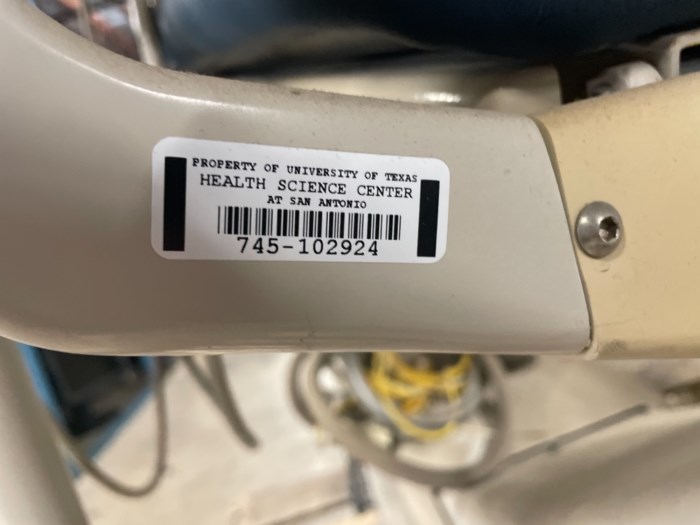 PROPERTY OF UNIVERSITY OF TEXAS
HEALTH SCIENCE CENTER
AT SAN ANTONIO
745-102924